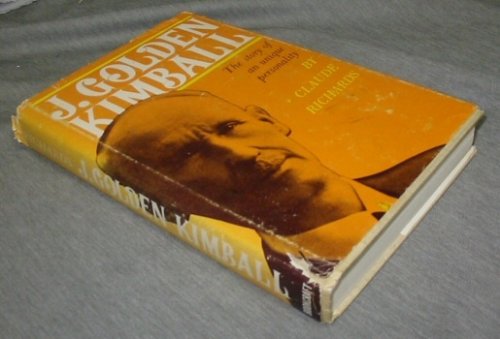 J. GOLDEN
KIMBALL
The story of
an unique
personality
BY
CLAUDE
RICHARDS
J. GOLDEN KIMBALL